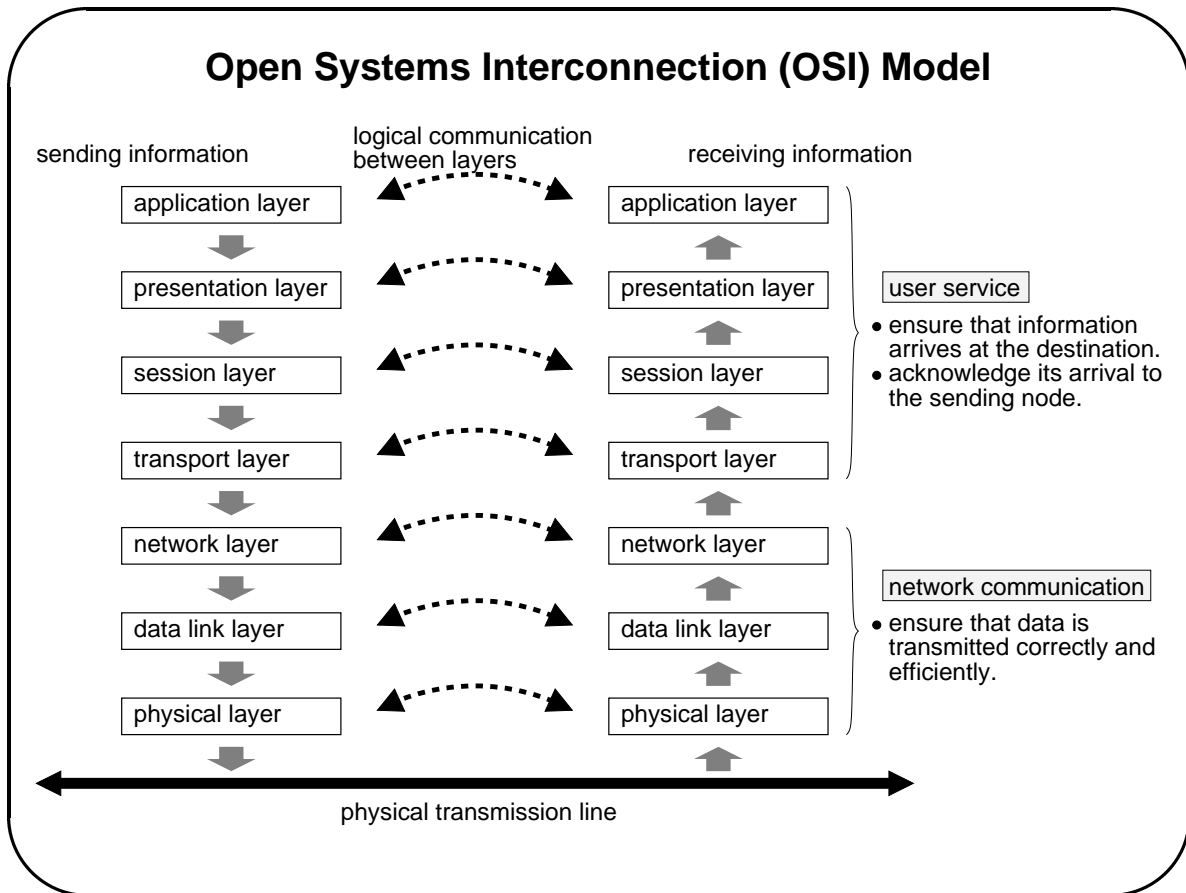 Open Systems Interconnection (OSI) Model
sending information
logical communication
between layers
receiving information
application layer
application layer
presentation layer
presentation layer
session layer
session layer
transport layer
transport layer
network layer
network layer
data link layer
data link layer
physical layer
physical layer
user service
• ensure that information
arrives at the destination.
• acknowledge its arrival to
the sending node.
network communication
• ensure that data is
transmitted correctly and
efficiently.
physical transmission line